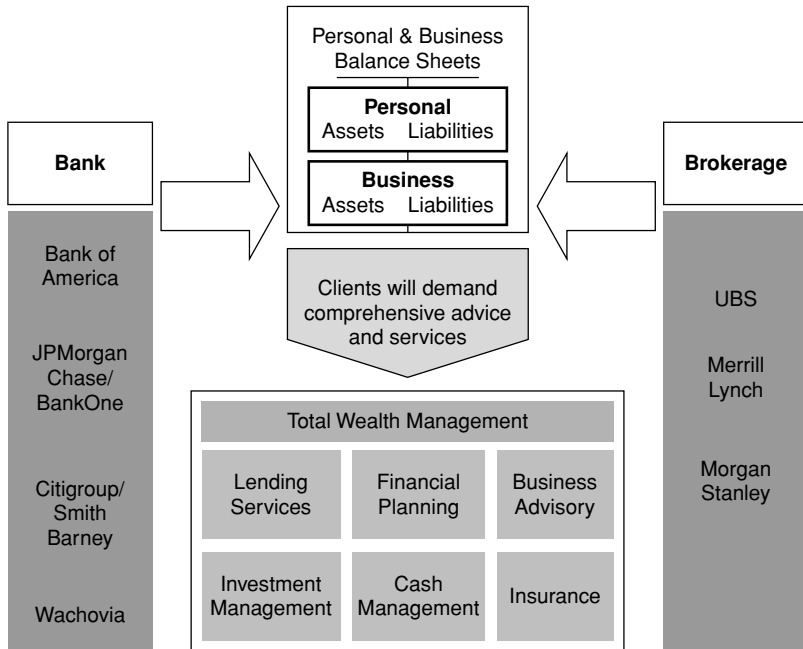 Personal & Business
Balance Sheets
Personal
Assets Liabilities
Business
Assets Liabilities
Bank
Bank of
America
JPMorgan
Chase/
BankOne
Citigroup/
Smith
Barney
Wachovia
Brokerage
UBS
Merrill
Lynch
Morgan
Stanley
Clients will demand
comprehensive advice
and services
Total Wealth Management
Lending
Services
Financial
Planning
Business
Advisory
Investment
Management
Cash
Management
Insurance